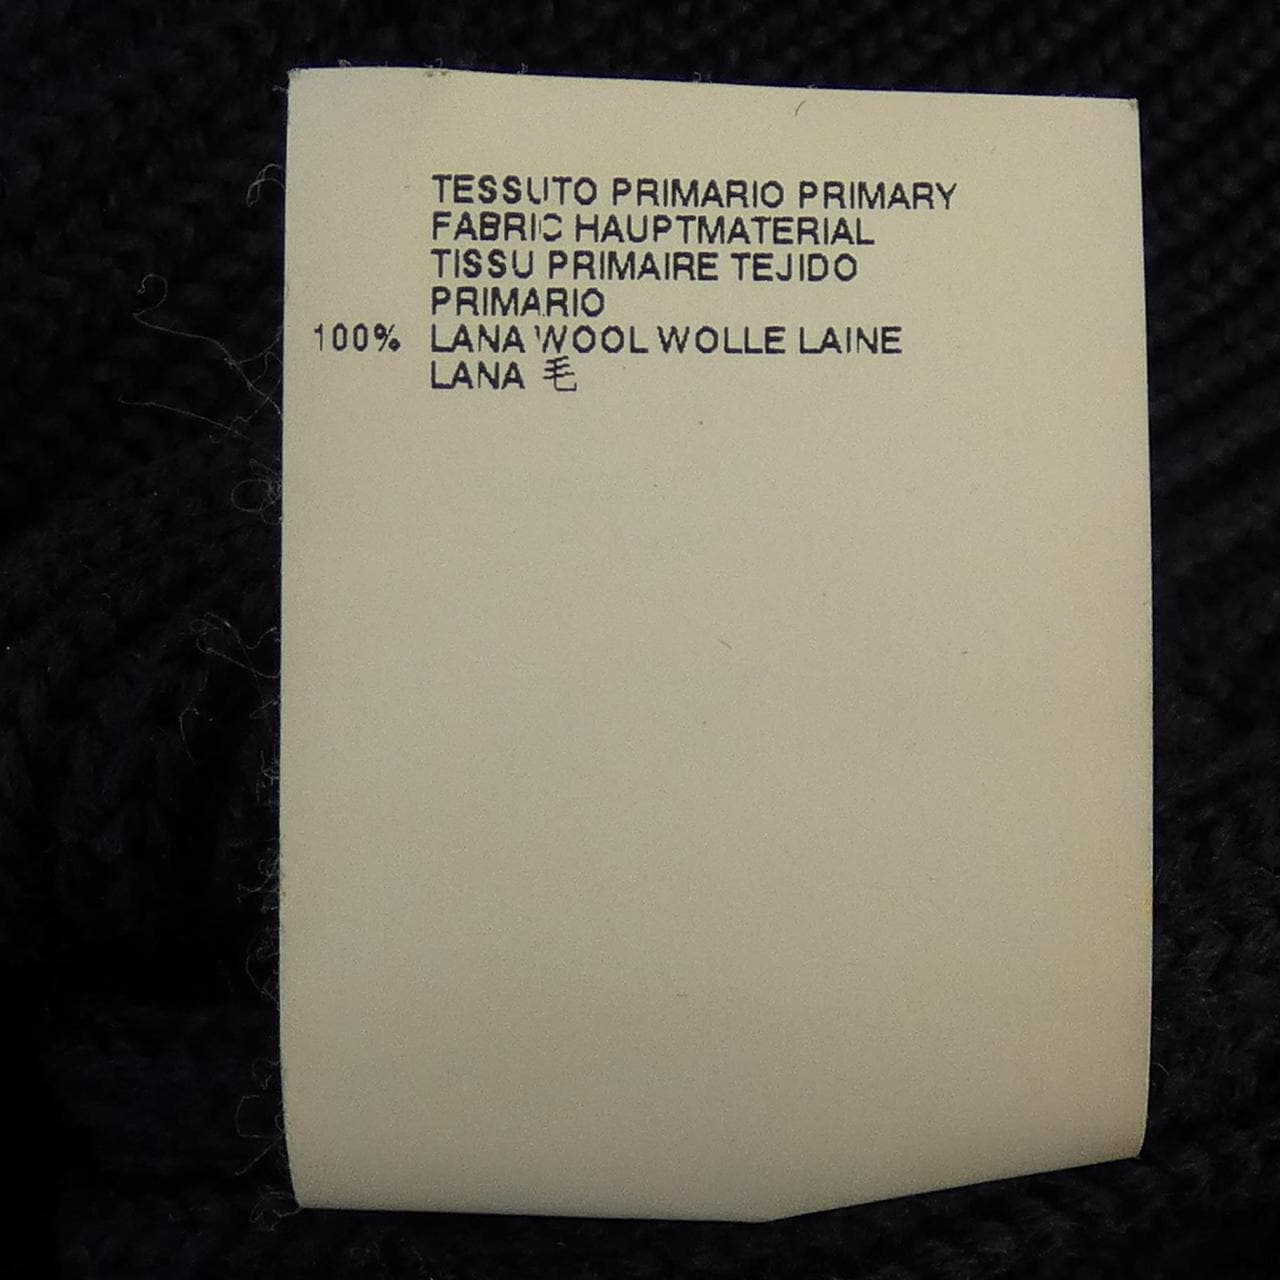 TESSUTO PRIMARIO PRIMARY
FABRIC HAUPTMATERIAL
TISSU PRIMAIRE TEJIDO
PRIMARIO
100% LANA WOOL WOLLE LAINE
LANA 毛